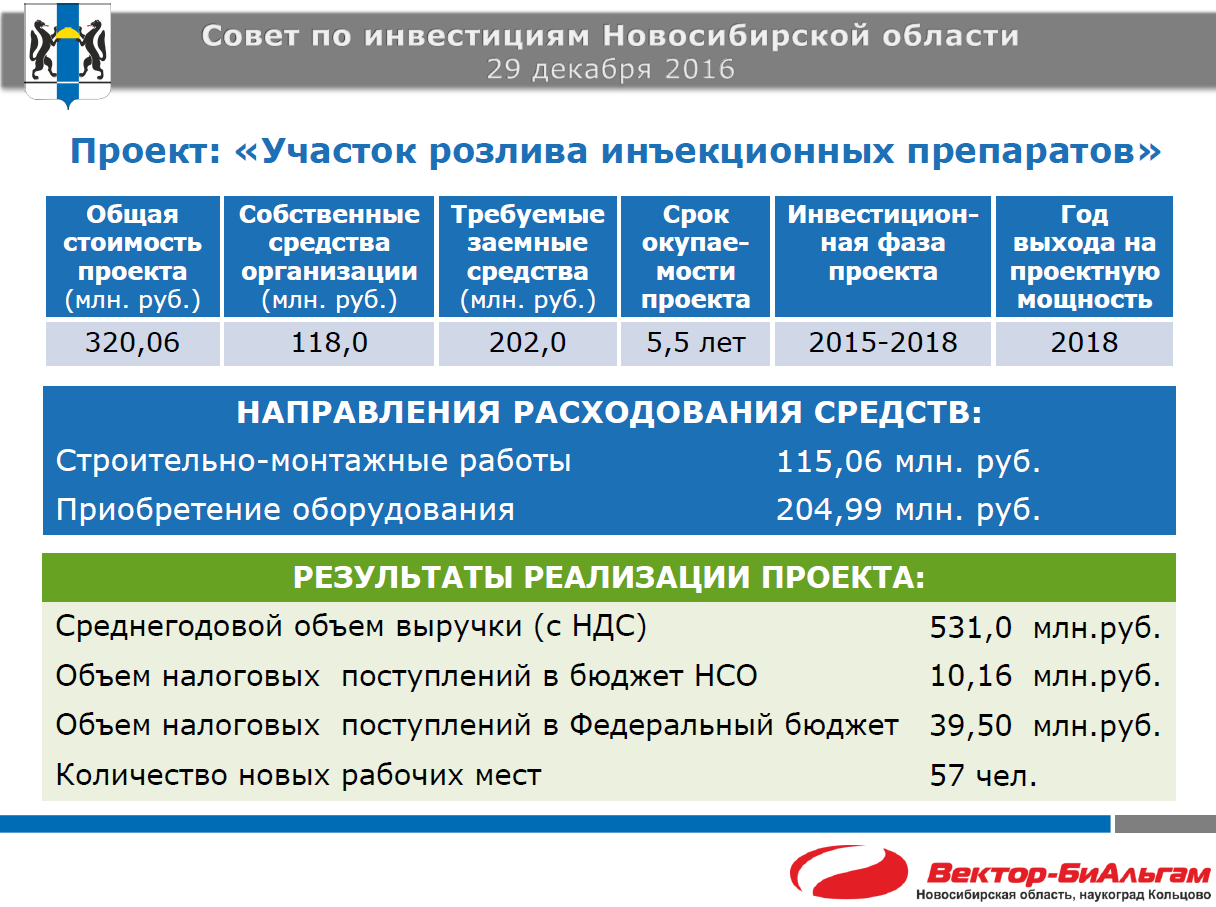 Совет по инвестициям Новосибирской области
29 декабря 2016
Проект: «Участок розлива инъекционных препаратов»
Общая
стоимость
проекта
(млн. руб.)
Собственные
средства
организации
(млн. руб.)
Требуемые
заемные
средства
(млн. руб.)
Срок
окупае-
мости
проекта
Инвестицион-
ная фаза
проекта
Год
выхода на
проектную
мощность
320,06 118,0 202,0 5,5 лет 2015-2018 2018
НАПРАВЛЕНИЯ РАСХОДОВАНИЯ СРЕДСТВ:
Строительно-монтажные работы 115,06 млн. руб.
Приобретение оборудования 204,99 млн. руб.
РЕЗУЛЬТАТЫ РЕАЛИЗАЦИИ ПРОЕКТА:
Среднегодовой объем выручки (с НДС) 531,0 млн.руб.
Объем налоговых поступлений в бюджет НСО 10,16 млн.руб.
Объем налоговых поступлений в Федеральный бюджет 39,50 млн.руб.
Количество новых рабочих мест 57 чел.
Вектор-БиАльгам
Новосибирская область, наукоград Кольцово